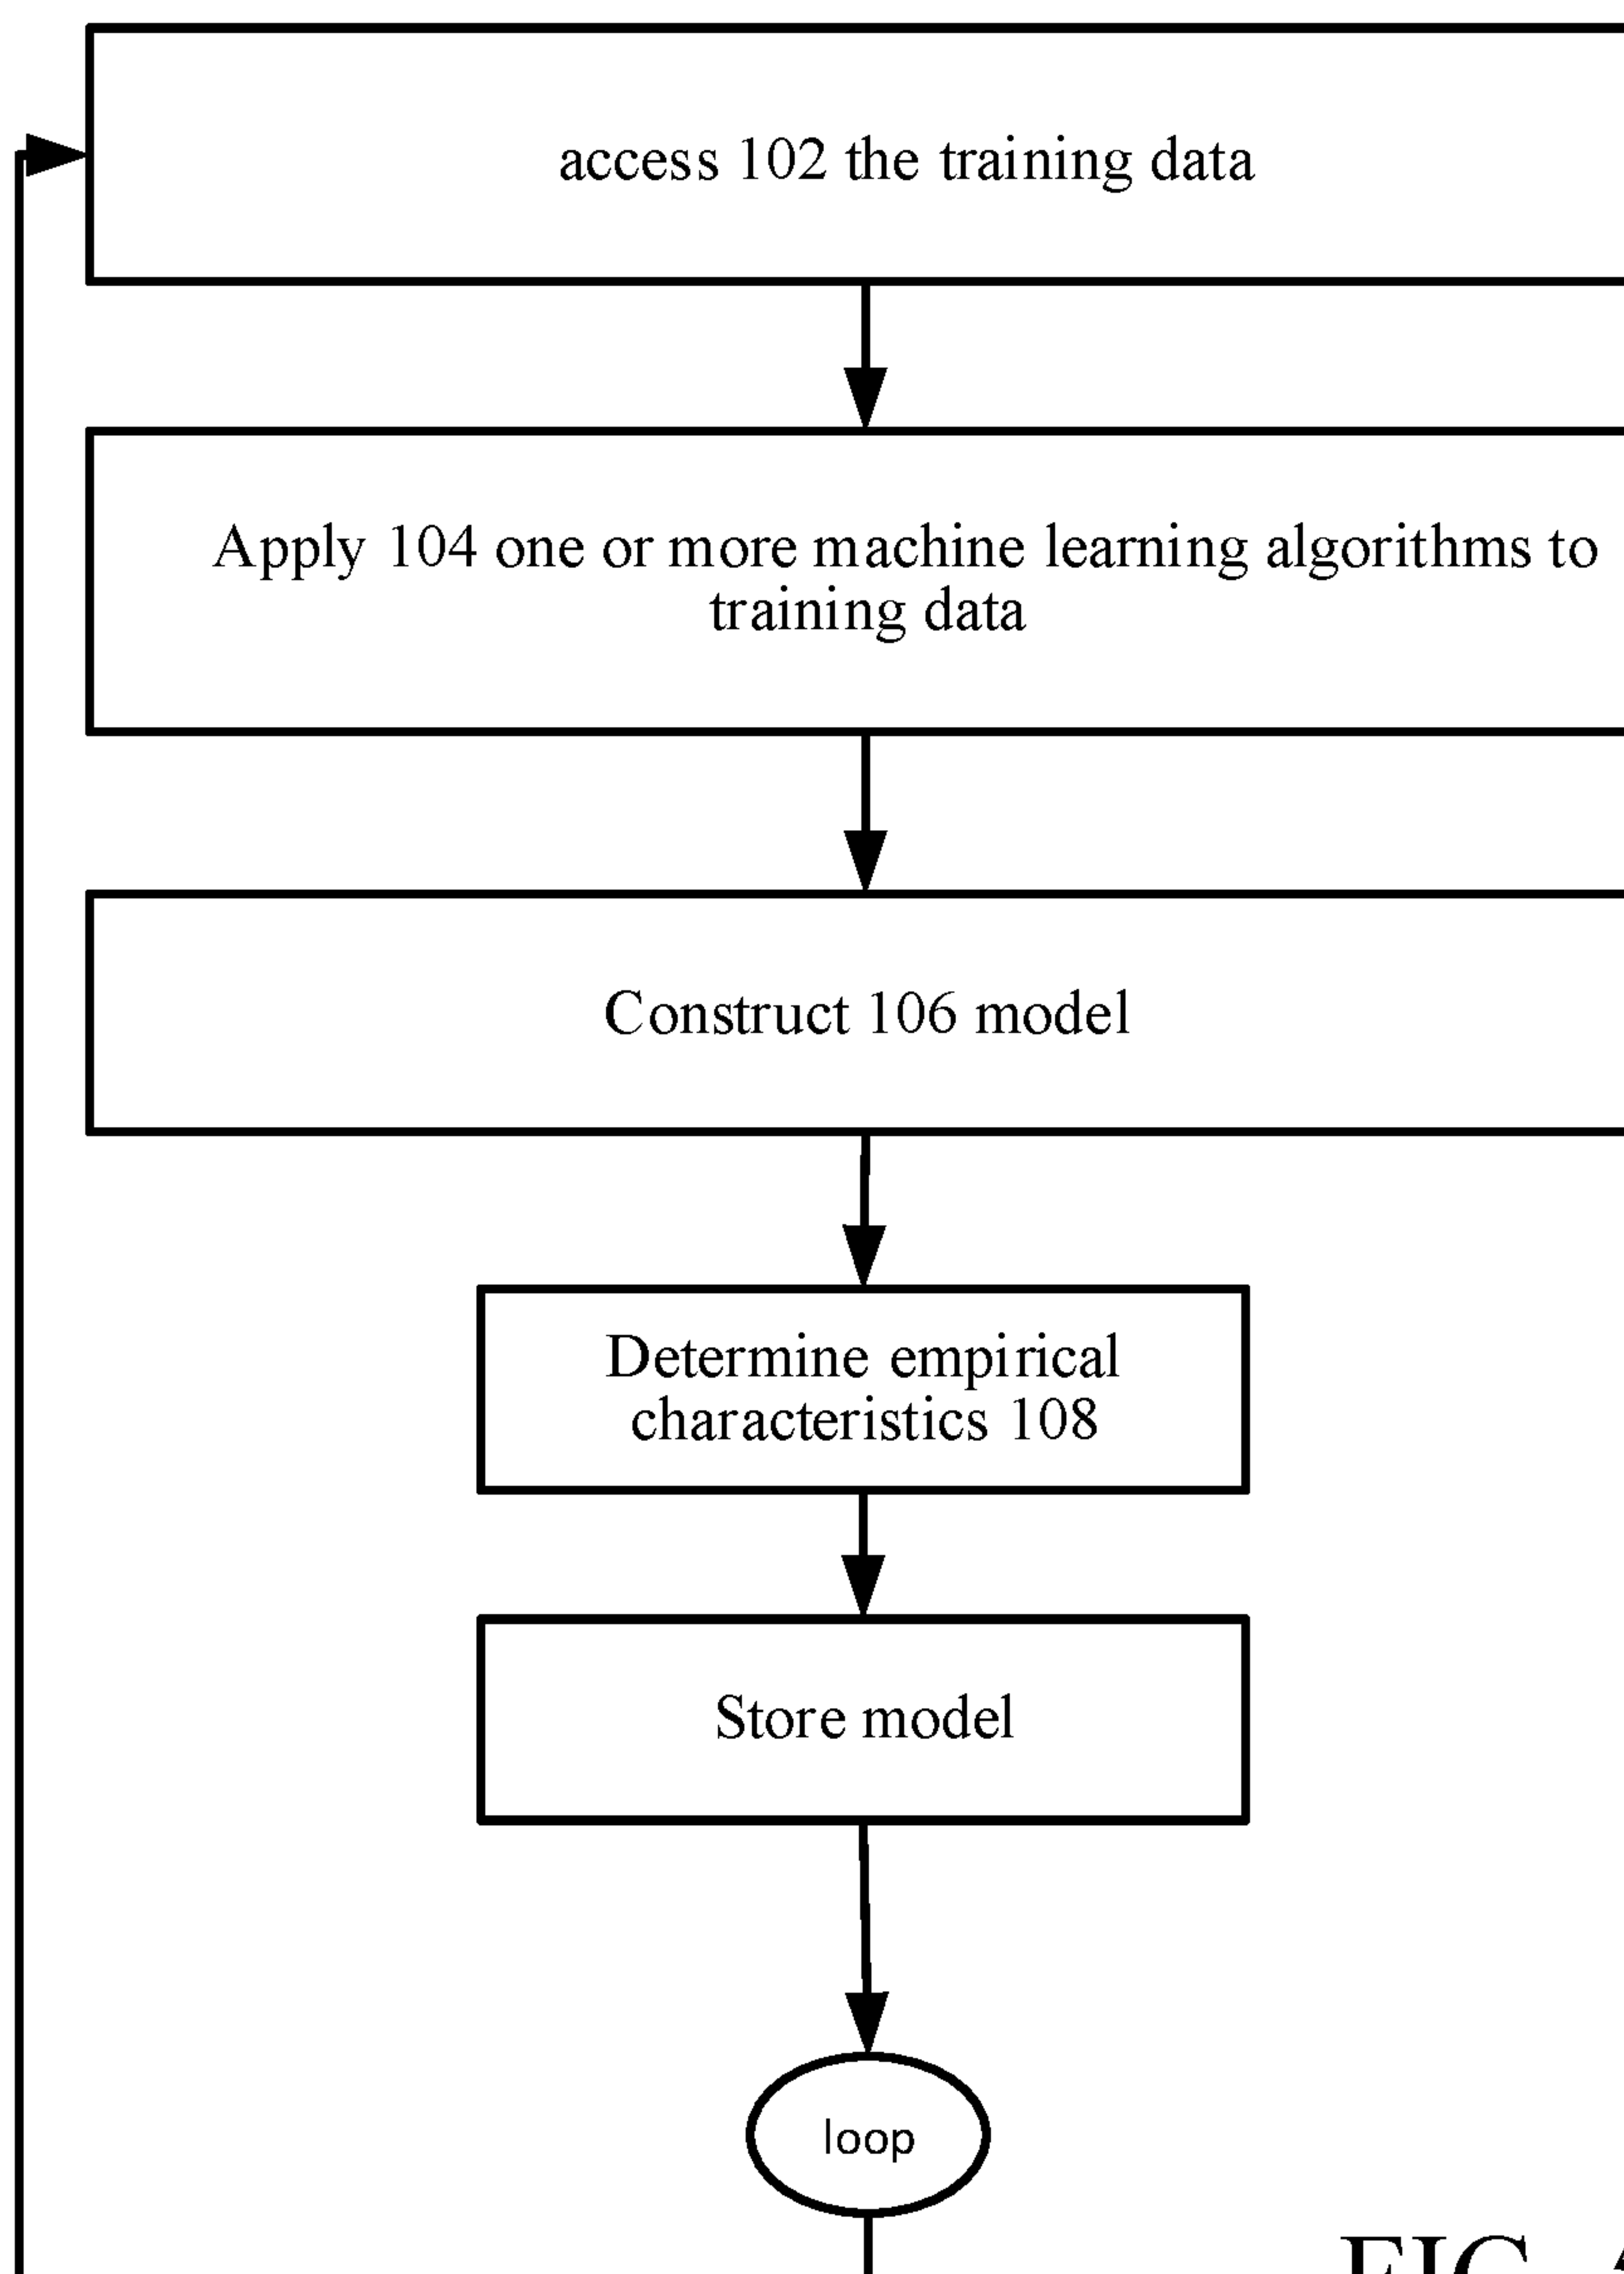 access 102 the training data
Apply 104 one or more machine learning algorithms to
training data
Construct 106 model
Determine empirical
characteristics 108
Store model
loop
FIG.